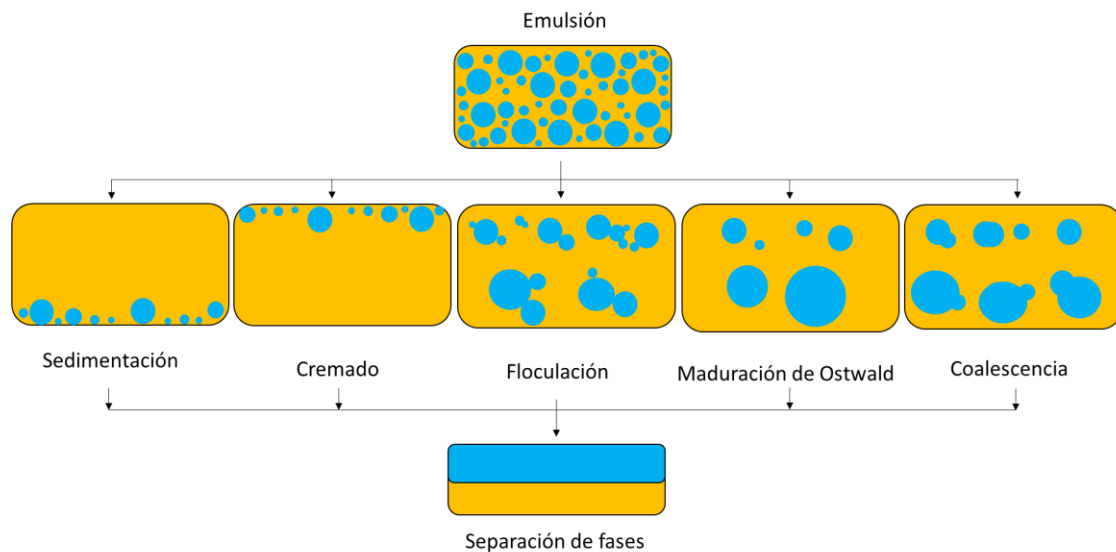 Emulsión
Sedimentación
Cremado
Floculación
Maduración de Ostwald
Coalescencia
Separación de fases